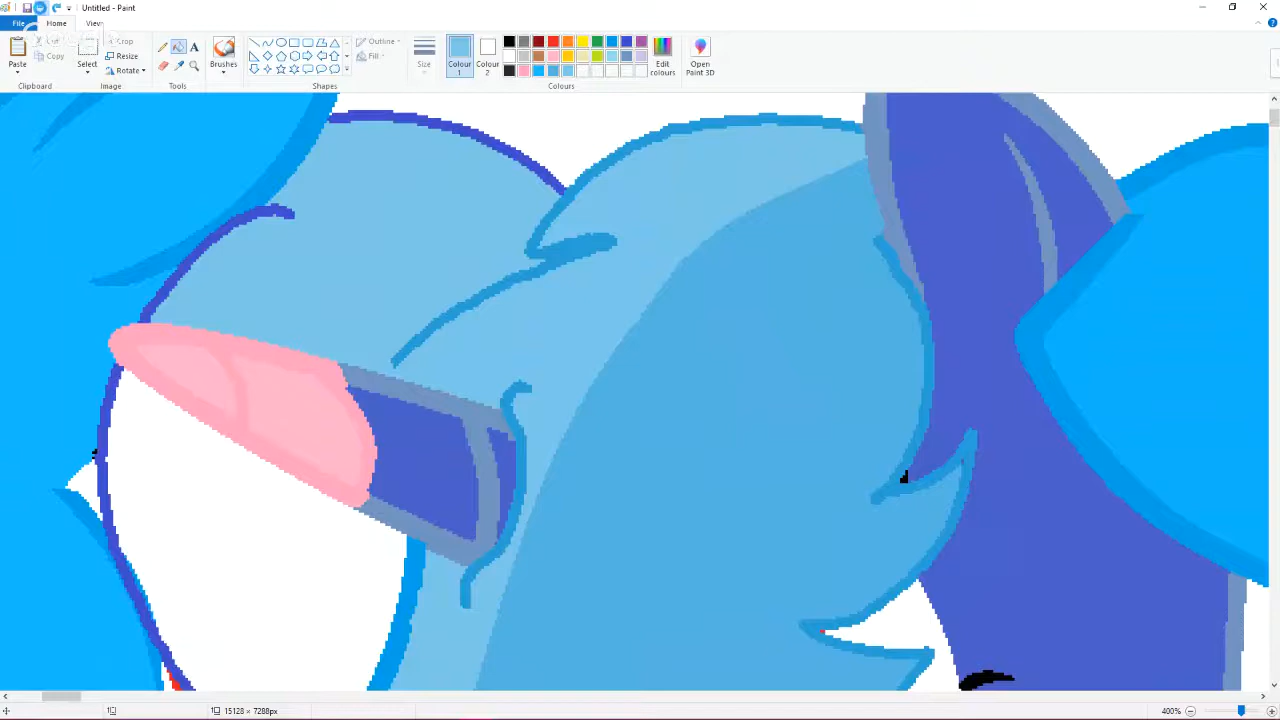 Untitled - Paint
File
Home
View
Paste
Cut
Copy
Clipboard
Select
Crop
Resize
Rotate
Image
Tools
Brushes
Outline
Fill
Shapes
Size
Colour
1
Colour
2
Edit
colours
Open
Paint 3D
Colours
15128 × 7288px
400%